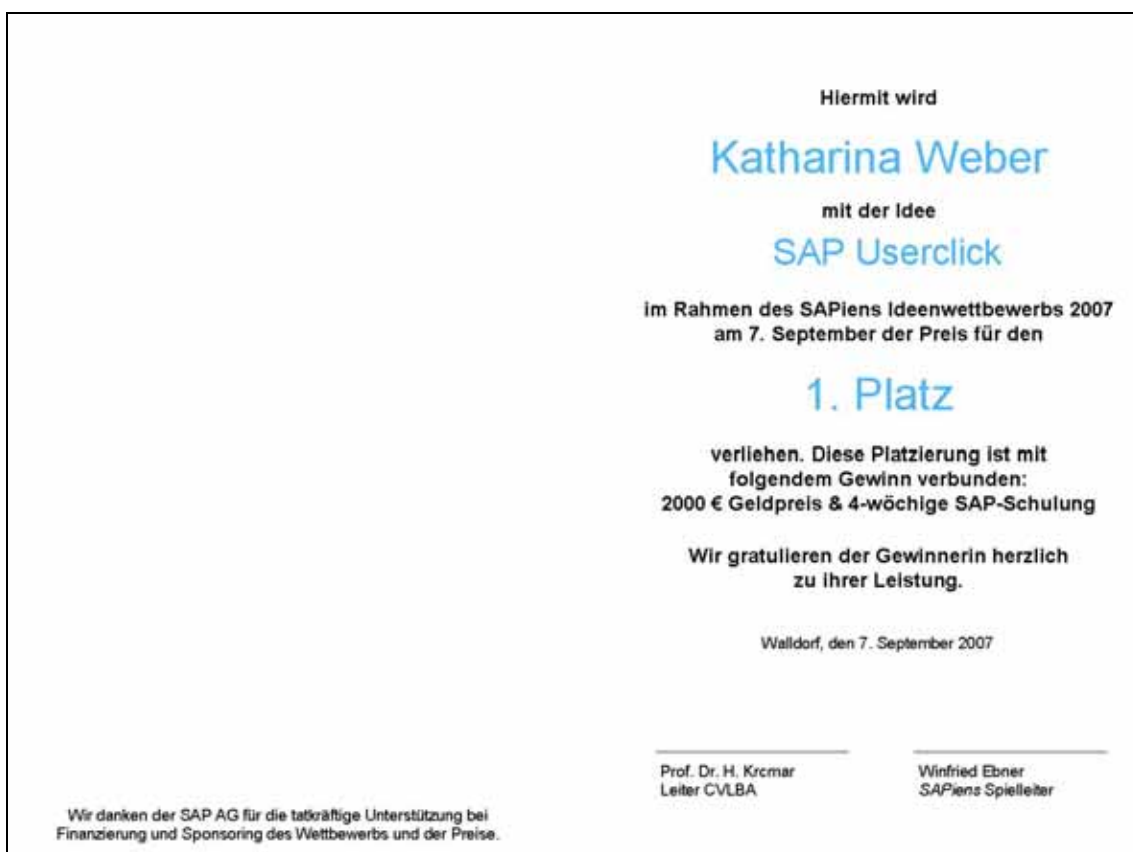 Hiermit wird
Katharina Weber
mit der Idee
SAP Userclick
im Rahmen des SAPiens Ideenwettbewerbs 2007
am 7. September der Preis für den
1. Platz
verliehen. Diese Platzierung ist mit
folgendem Gewinn verbunden:
2000 € Geldpreis & 4-wöchige SAP-Schulung
Wir gratulieren der Gewinnerin herzlich
zu ihrer Leistung.
Walldorf, den 7. September 2007
Prof. Dr. H. Krcmar
Leiter CVLBA
Winfried Ebner
SAPiens Spielleiter
Wir danken der SAP AG für die tatkräftige Unterstützung bei
Finanzierung und Sponsoring des Wettbewerbs und der Preise.